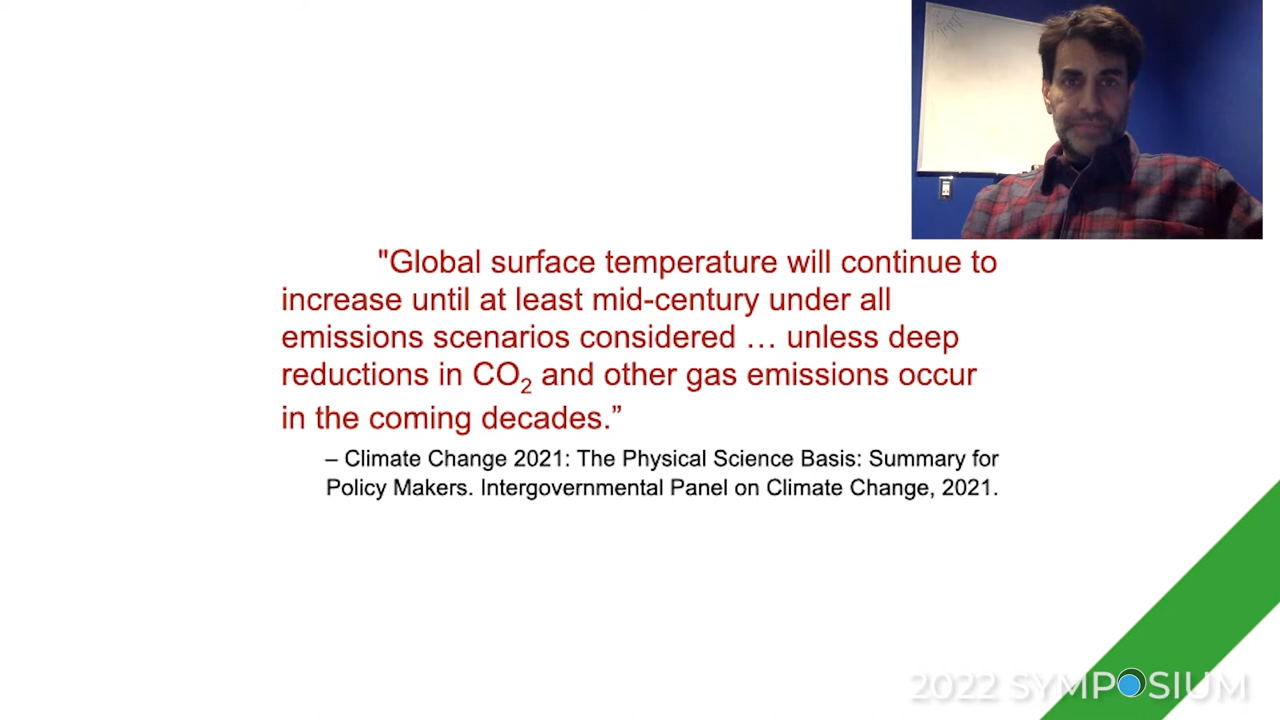 "Global surface temperature will continue to
increase until at least mid-century under all
emissions scenarios considered … unless deep
reductions in CO₂ and other gas emissions occur
in the coming decades.”
– Climate Change 2021: The Physical Science Basis: Summary for
Policy Makers. Intergovernmental Panel on Climate Change, 2021.
2022 SYMPOSIUM